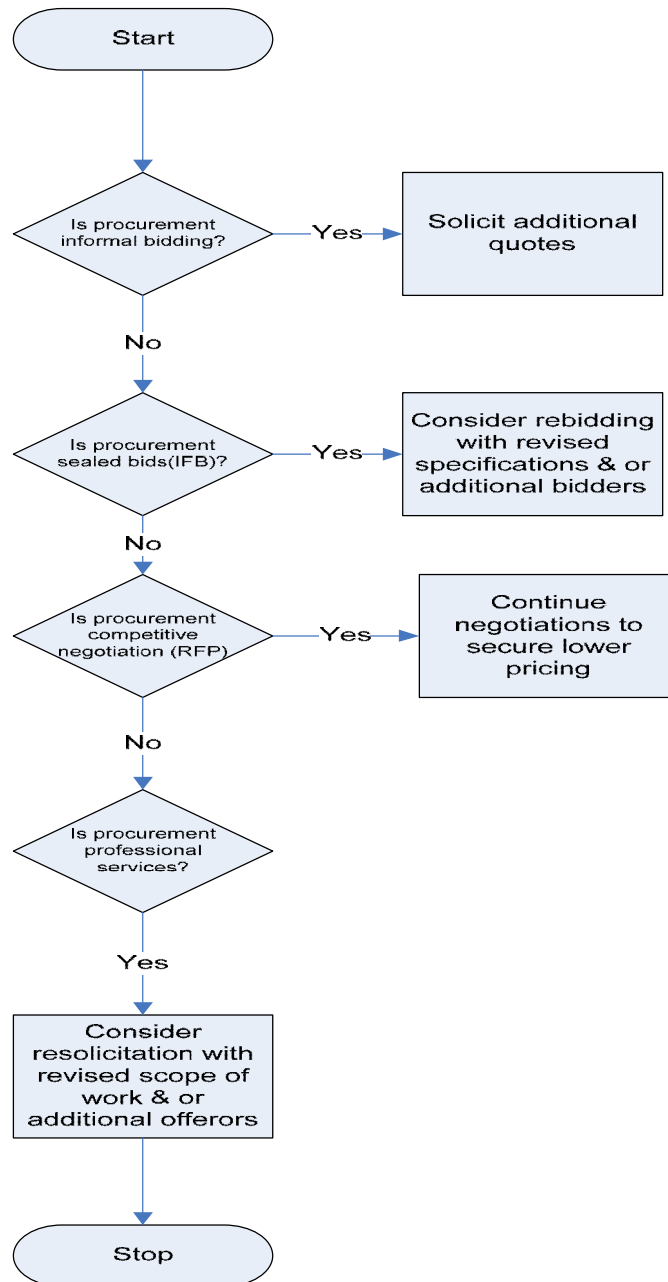 Start
Is procurement
informal bidding?
Yes
Solicit additional
quotes
No
Is procurement
sealed bids(IFB)?
Yes
Consider rebidding
with revised
specifications & or
additional bidders
No
Is procurement
competitive
negotiation (RFP)
Yes
Continue
negotiations to
secure lower
pricing
No
Is procurement
professional
services?
Yes
Consider
resolicitation with
revised scope of
work & or
additional offerors
Stop